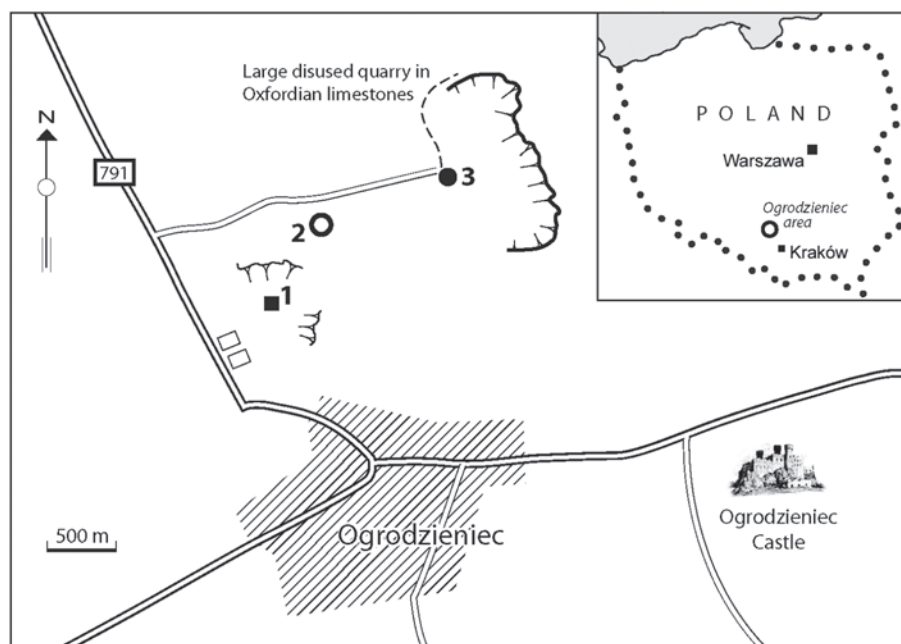 Large disused quarry in
Oxfordian limestones
N
791
3
2
1
POLAND
Warszawa
Ogrodzieniec
area
Kraków
500 m
Ogrodzieniec
Ogrodzieniec
Castle